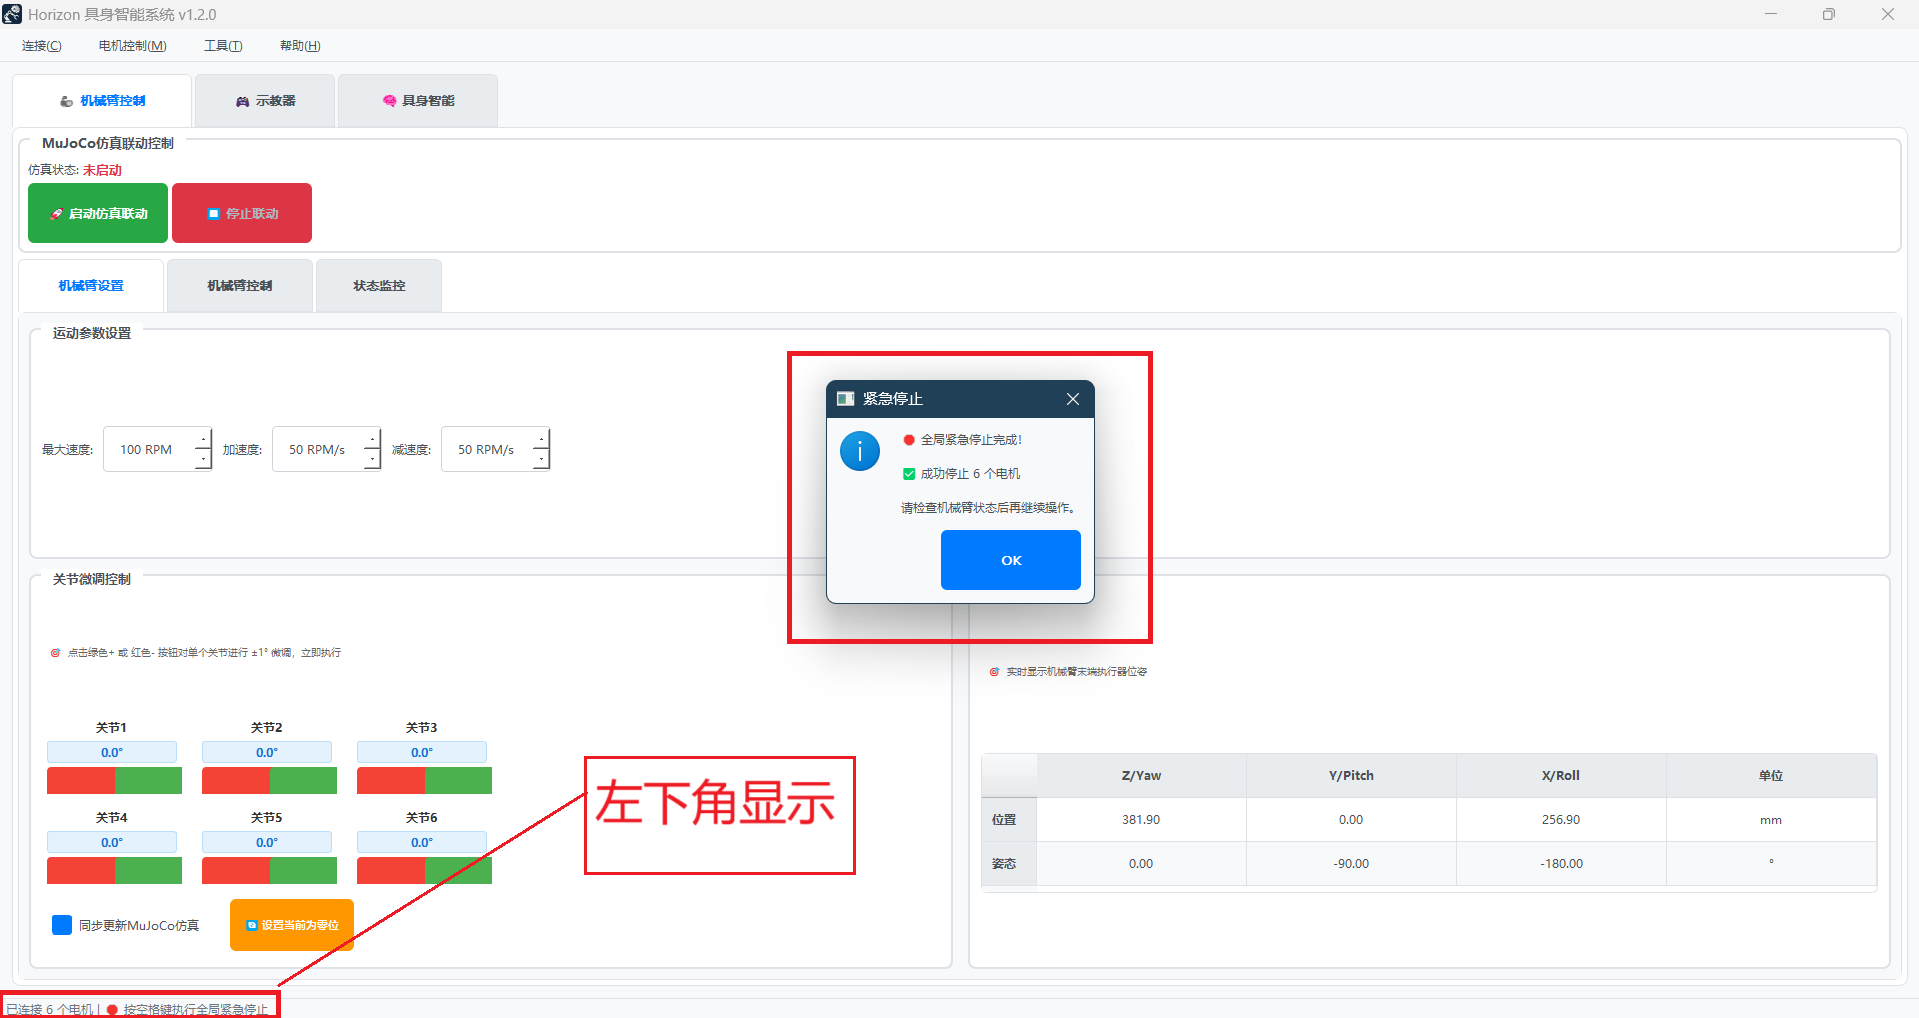 Horizon 具身智能系统 v1.2.0
连接(C) 电机控制(M) 工具(T) 帮助(H)
机械臂控制 示教器 具身智能
MuJoCo仿真联动控制
仿真状态: 未启动
启动仿真联动 停止联动
机械臂设置 机械臂控制 状态监控
运动参数设置
最大速度: 100 RPM 加速度: 50 RPM/s 减速度: 50 RPM/s
紧急停止
全局紧急停止完成!
成功停止 6 个电机
请检查机械臂状态后再继续操作。
OK
关节微调控制
点击绿色+ 或 红色- 按钮对单个关节进行 ±1° 微调，立即执行
关节1 关节2 关节3
0.0° 0.0° 0.0°
关节4 关节5 关节6
0.0° 0.0° 0.0°
同步更新MuJoCo仿真 设置当前为零位
左下角显示
实时显示机械臂末端执行器位姿
Z/Yaw Y/Pitch X/Roll 单位
位置 381.90 0.00 256.90 mm
姿态 0.00 -90.00 -180.00 °
已连接 6 个电机 | 按空格键执行全局紧急停止